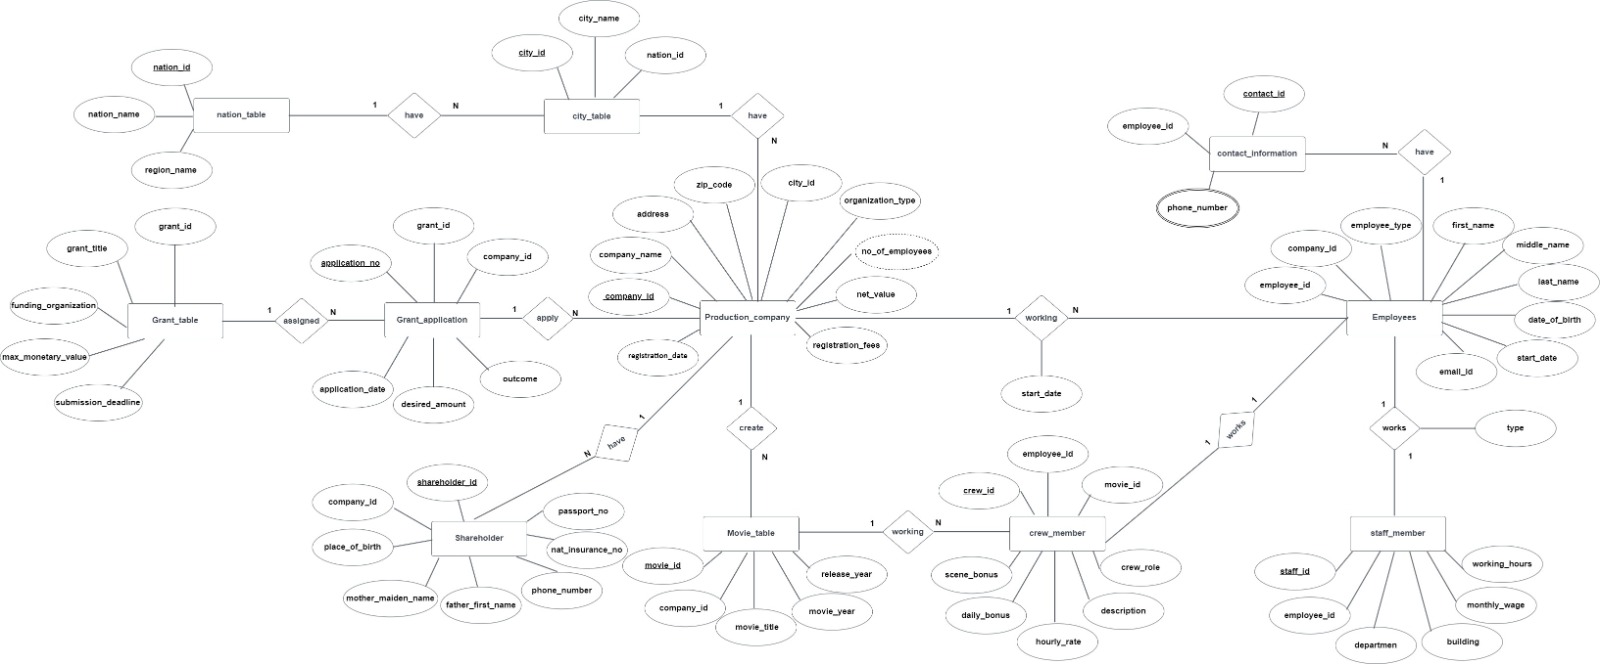 city_name
city_id
nation_id
nation_id
nation_name
nation_table
region_name
1
have
N
city_table
1
have
N
contact_id
employee_id
contact_information
phone_number
N
have
1
grant_id
grant_title
funding_organization
Grant_table
max_monetary_value
submission_deadline
1
assigned
N
grant_id
application_no
company_id
Grant_application
application_date
desired_amount
outcome
1
apply
N
zip_code
city_id
address
organization_type
company_name
no_of_employees
company_id
net_value
Production_company
registration_date
registration_fees
1
working
N
start_date
employee_type
first_name
company_id
middle_name
employee_id
last_name
Employees
date_of_birth
start_date
email_id
1
have
N
1
create
N
1
works
1
1
works
type
1
shareholder_id
company_id
passport_no
Shareholder
place_of_birth
nat_insurance_no
mother_maiden_name
father_first_name
phone_number
Movie_table
movie_id
release_year
company_id
movie_year
movie_title
1
working
N
employee_id
crew_id
movie_id
crew_member
scene_bonus
crew_role
daily_bonus
description
hourly_rate
staff_member
staff_id
working_hours
employee_id
monthly_wage
departmen
building